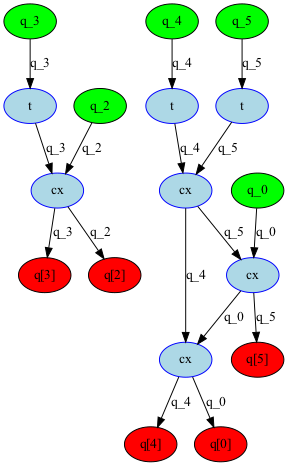 q_3 q_4 q_5
q_3 q_4 q_5
t q_2 t t
q_3 q_2 q_4 q_5
cx cx q_0
q_3 q_2 q_5 q_0
q[3] q[2] q_4 cx
q_0 q_5
cx q[5]
q_4 q_0
q[4] q[0]